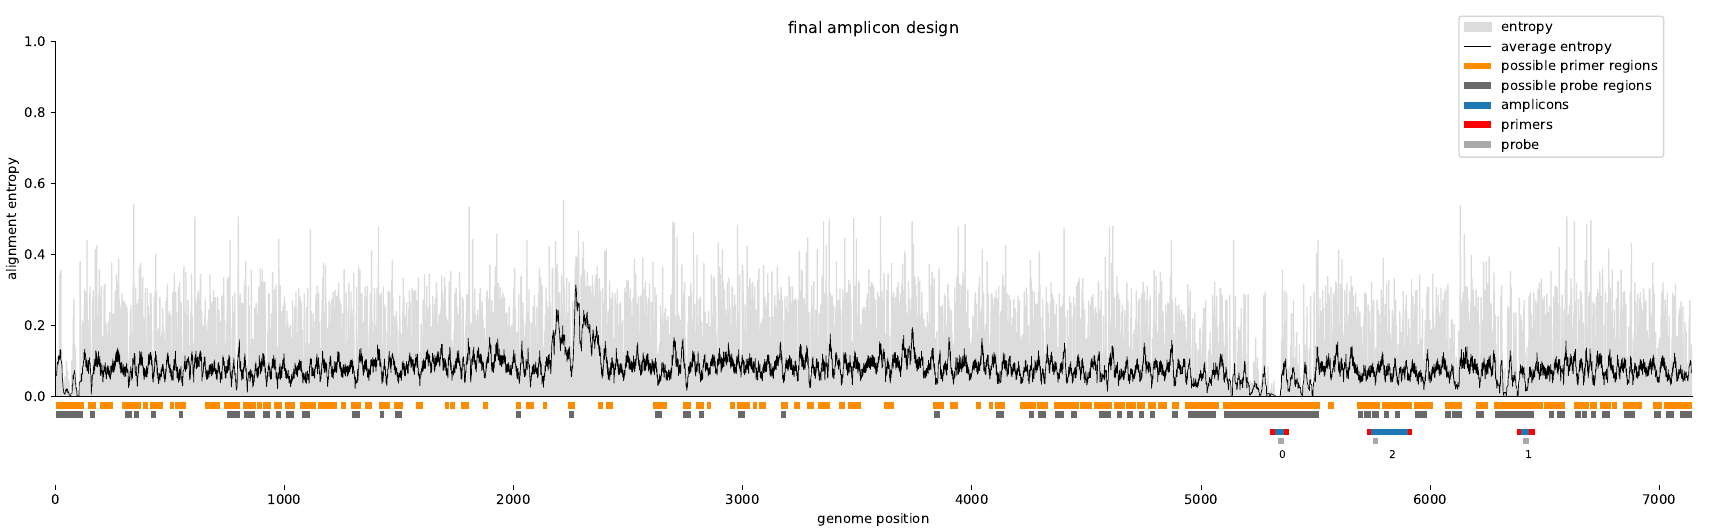 final amplicon design
entropy
average entropy
possible primer regions
possible probe regions
amplicons
primers
probe
alignment entropy
1.0
0.8
0.6
0.4
0.2
0.0
0 2 1
0 1000 2000 3000 4000 5000 6000 7000
genome position